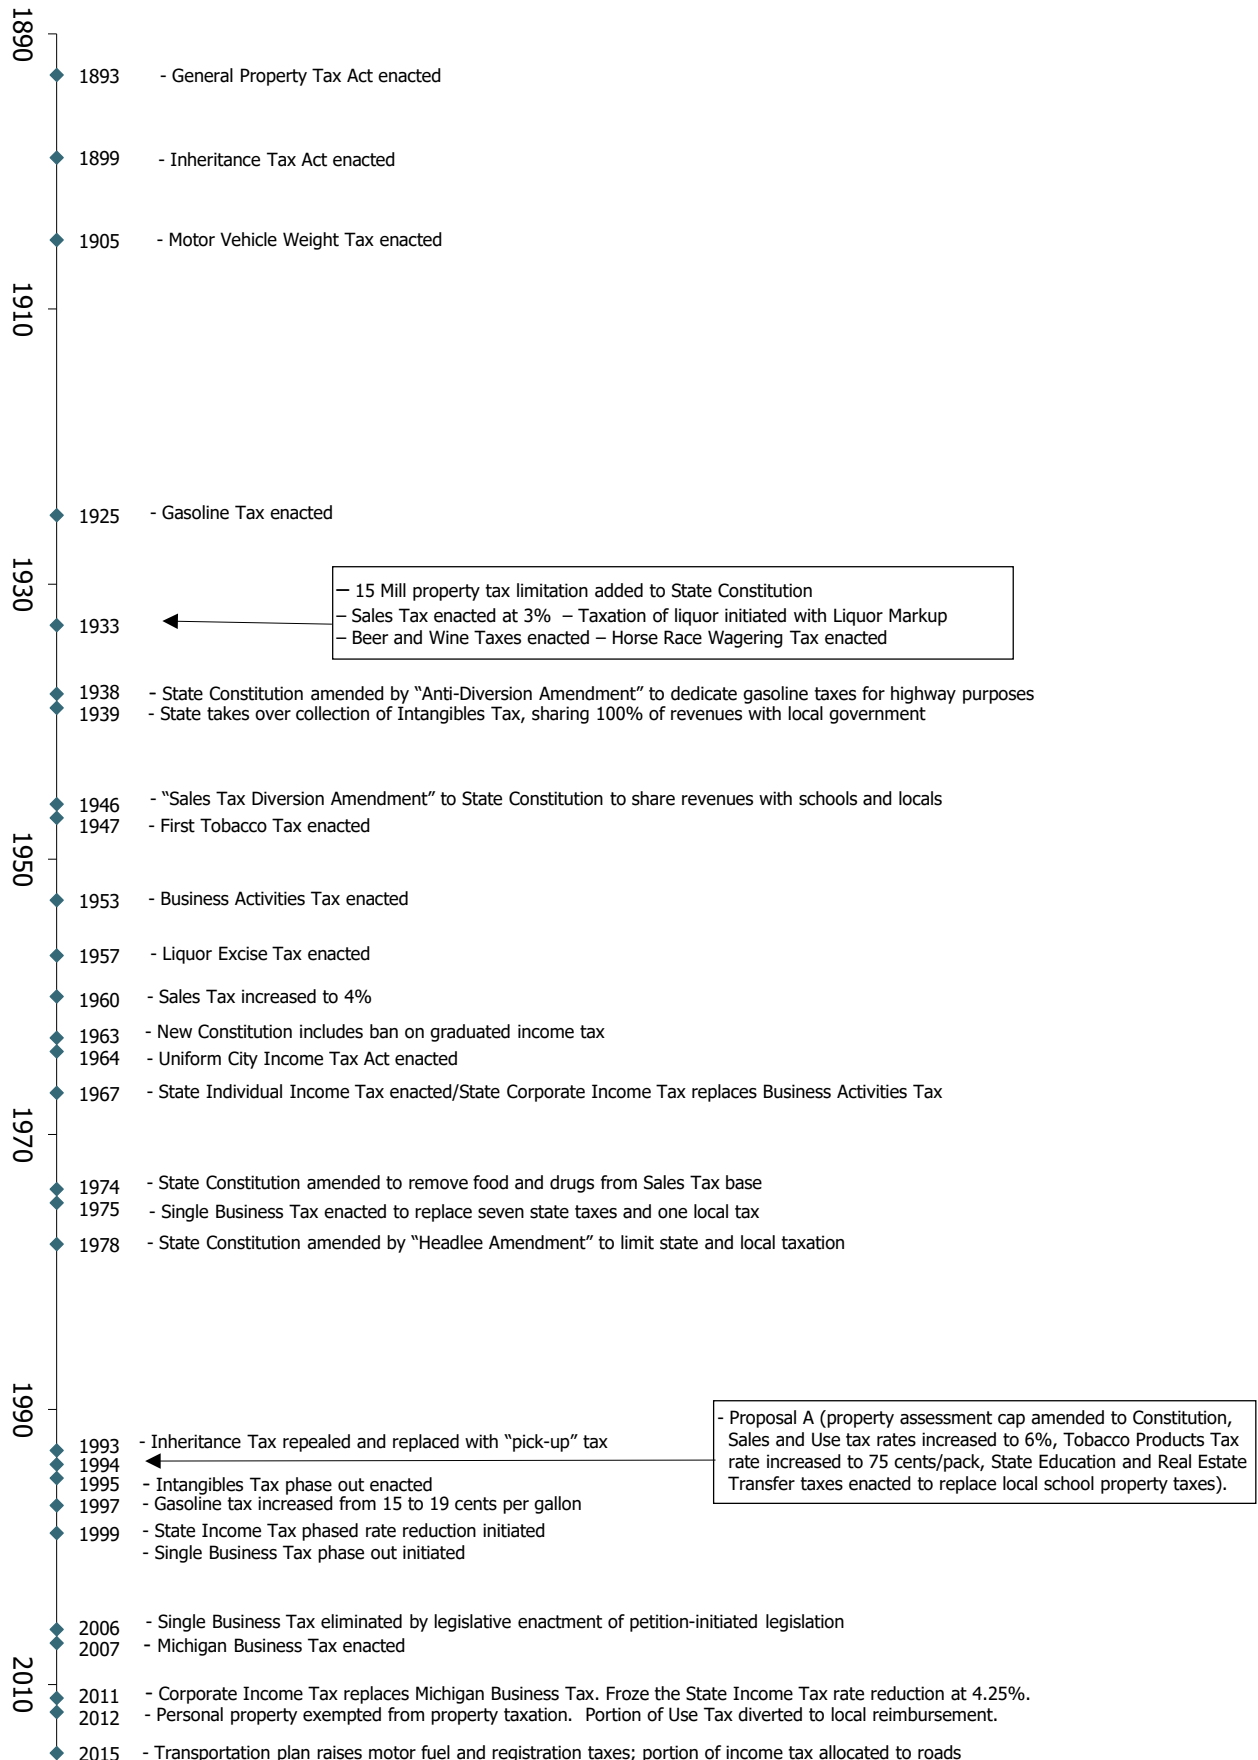 1890
1893 - General Property Tax Act enacted
1899 - Inheritance Tax Act enacted
1905 - Motor Vehicle Weight Tax enacted
1910
1925 - Gasoline Tax enacted
1930
– 15 Mill property tax limitation added to State Constitution
– Sales Tax enacted at 3% – Taxation of liquor initiated with Liquor Markup
– Beer and Wine Taxes enacted – Horse Race Wagering Tax enacted
1933
1938 - State Constitution amended by “Anti-Diversion Amendment” to dedicate gasoline taxes for highway purposes
1939 - State takes over collection of Intangibles Tax, sharing 100% of revenues with local government
1946 - “Sales Tax Diversion Amendment” to State Constitution to share revenues with schools and locals
1947 - First Tobacco Tax enacted
1950
1953 - Business Activities Tax enacted
1957 - Liquor Excise Tax enacted
1960 - Sales Tax increased to 4%
1963 - New Constitution includes ban on graduated income tax
1964 - Uniform City Income Tax Act enacted
1967 - State Individual Income Tax enacted/State Corporate Income Tax replaces Business Activities Tax
1970
1974 - State Constitution amended to remove food and drugs from Sales Tax base
1975 - Single Business Tax enacted to replace seven state taxes and one local tax
1978 - State Constitution amended by “Headlee Amendment” to limit state and local taxation
1990
1993 - Inheritance Tax repealed and replaced with “pick-up” tax
1994
- Proposal A (property assessment cap amended to Constitution,
Sales and Use tax rates increased to 6%, Tobacco Products Tax
rate increased to 75 cents/pack, State Education and Real Estate
Transfer taxes enacted to replace local school property taxes).
1995 - Intangibles Tax phase out enacted
1997 - Gasoline tax increased from 15 to 19 cents per gallon
1999 - State Income Tax phased rate reduction initiated
- Single Business Tax phase out initiated
2006 - Single Business Tax eliminated by legislative enactment of petition-initiated legislation
2007 - Michigan Business Tax enacted
2010
2011 - Corporate Income Tax replaces Michigan Business Tax. Froze the State Income Tax rate reduction at 4.25%.
2012 - Personal property exempted from property taxation. Portion of Use Tax diverted to local reimbursement.
2015 - Transportation plan raises motor fuel and registration taxes; portion of income tax allocated to roads